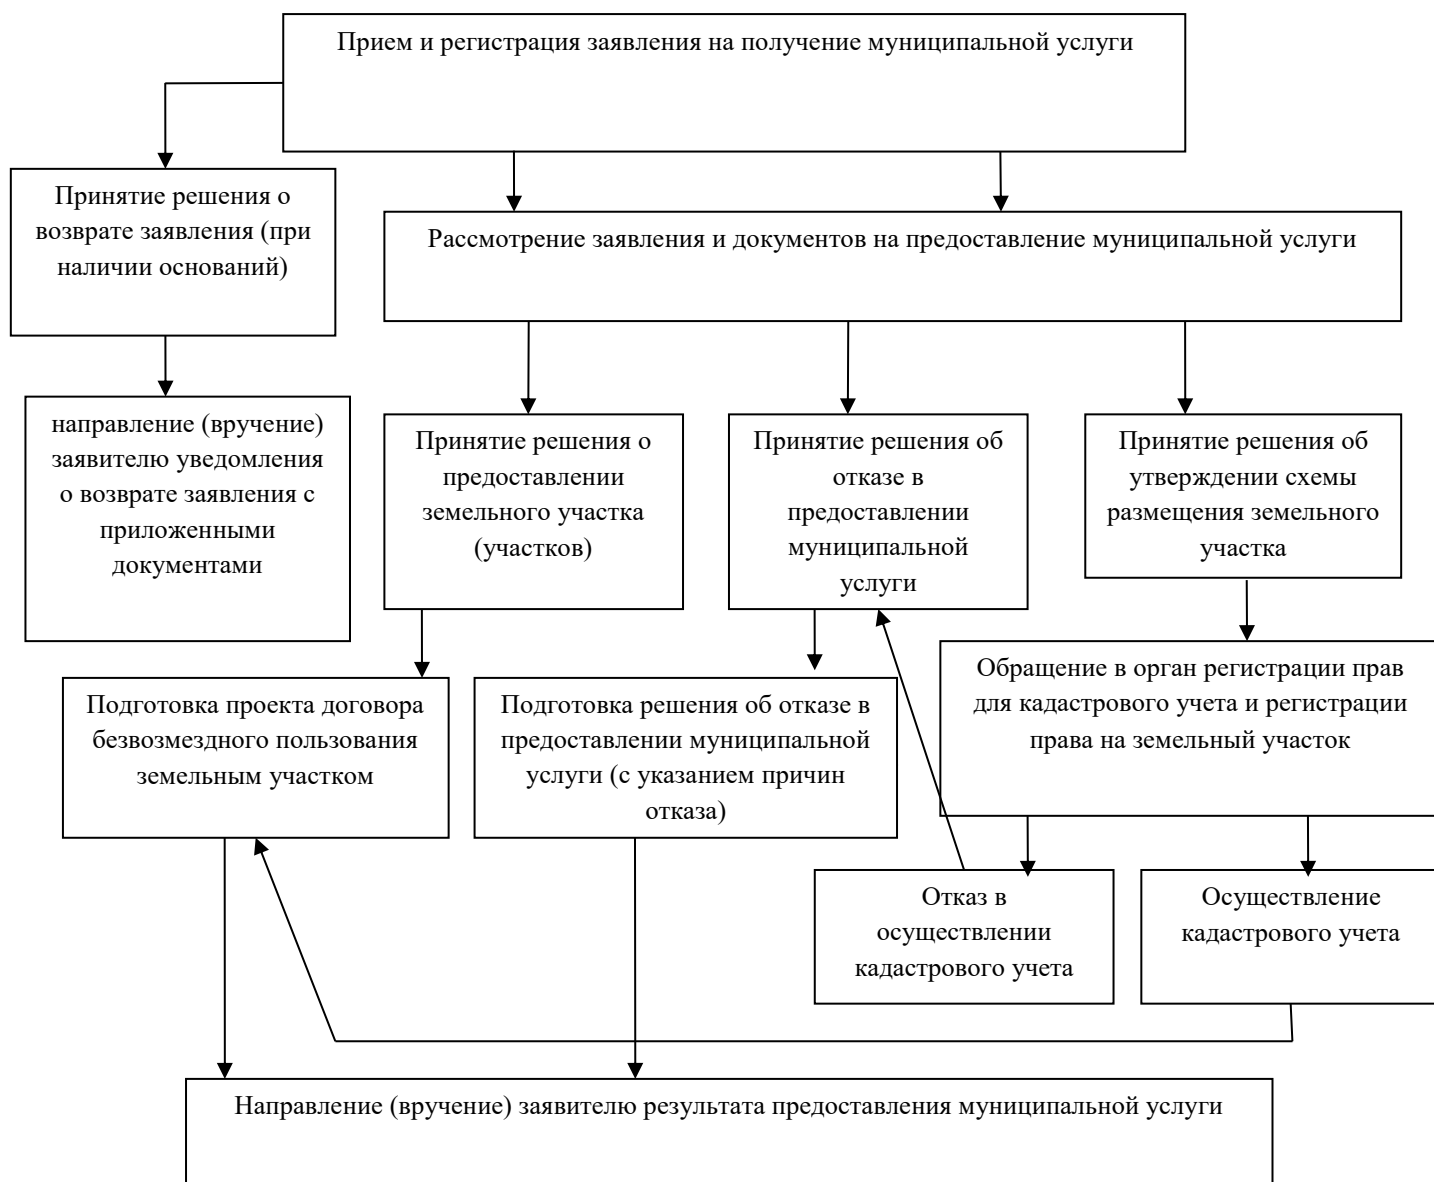 Прием и регистрация заявления на получение муниципальной услуги
Принятие решения о
возврате заявления (при
наличии оснований)
Рассмотрение заявления и документов на предоставление муниципальной услуги
направление (вручение)
заявителю уведомления
о возврате заявления с
приложенными
документами
Принятие решения о
предоставлении
земельного участка
(участков)
Принятие решения об
отказе в
предоставлении
муниципальной
услуги
Принятие решения об
утверждении схемы
размещения земельного
участка
Подготовка проекта договора
безвозмездного пользования
земельным участком
Подготовка решения об отказе в
предоставлении муниципальной
услуги (с указанием причин
отказа)
Обращение в орган регистрации прав
для кадастрового учета и регистрации
права на земельный участок
Отказ в
осуществлении
кадастрового учета
Осуществление
кадастрового учета
Направление (вручение) заявителю результата предоставления муниципальной услуги